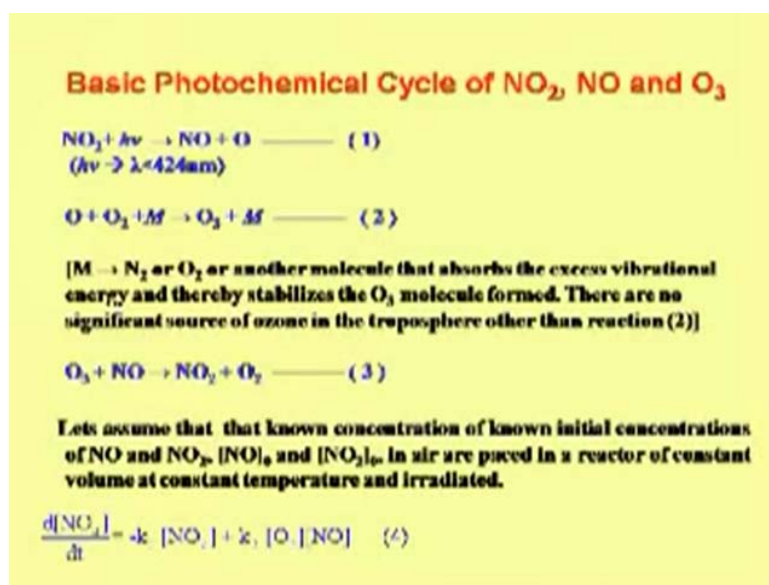 Basic Photochemical Cycle of NO₂, NO and O₃
NO₂ + hν → NO + O ——— (1)
(hν → λ<424nm)
O + O₂ + M → O₃ + M ——— (2)
[M → N₂ or O₂ or another molecule that absorbs the excess vibrational
energy and thereby stabilizes the O₃ molecule formed. There are no
significant source of ozone in the troposphere other than reaction (2)]
O₃ + NO → NO₂ + O₂ ——— (3)
Lets assume that that known concentration of known initial concentrations
of NO and NO₂, [NO]₀ and [NO₂]₀. In air are paced in a reactor of constant
volume at constant temperature and irradiated.
d[NO₂]/dt = -k [NO₂] + k₃ [O₃][NO] (4)